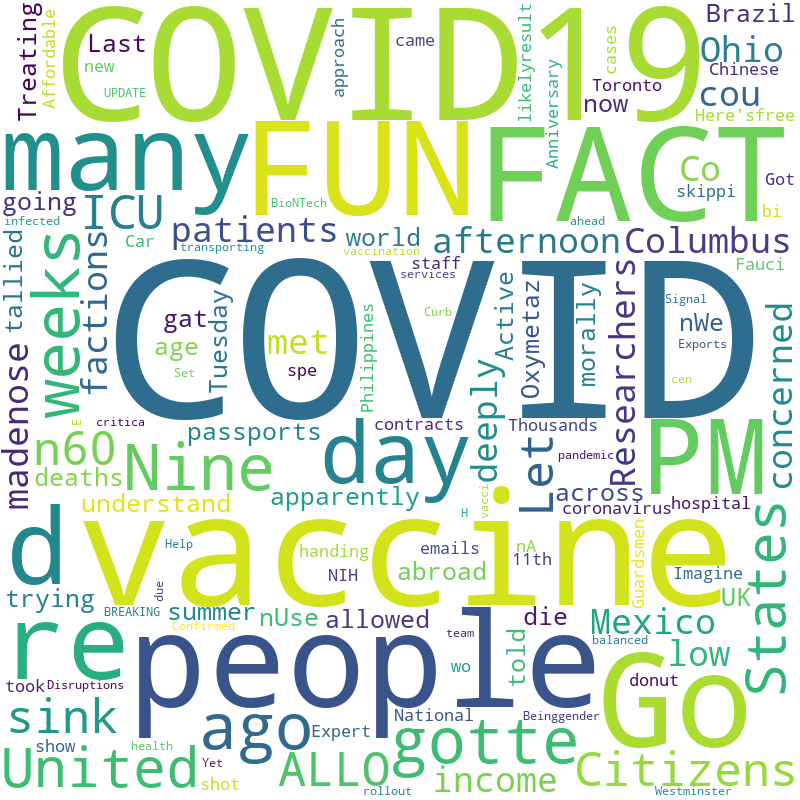 COVID19
Treating
Affordable
Last
new
UPDATE
approach
came
likelyresult
Anniversary
cases
Toronto
now
Brazil
Ohio
Chinese
cou
Here'sfree
many
FUN
FACT
Co
skippi
Got
bi
going
infected
ICU
BioNTech
patients
transporting
Car
world
vaccination
afternoon
ahead
Columbus
Fauci
tallied
weeks
factions
staff
services
COVID
Signal
nWe
Exports
cen
gat
age
Set
Tuesday
met
spe
Philippines
Curb
Active
Oxymetaz
morally
Researchers
concerned
madenose
E
critica
n60
deaths
Nine
passports
day
contracts
deeply
Thousands
Let
pandemic
PM
understand
apparently
across
coronavirus
hospital
d
vaccine
vacci
H
Help
handing
NIH
emails
abroad
nA
11th
Guardsmen
Imagine
UK
States
trying
BREAKING
due
summer
Confirmed
nUse
allowed
die
Mexico
balanced
low
re
people
team
wo
told
Go
donut
took
Disruptions
sink
show
ago
Expert
National
Beinggender
United
health
Yet
shot
ALLO
rollout
gotte
income
Citizens
Westminster